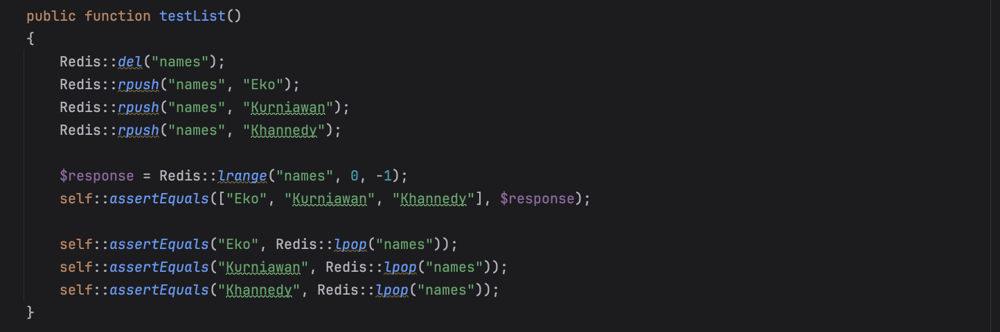 public function testList()
{
    Redis::del("names");
    Redis::rpush("names", "Eko");
    Redis::rpush("names", "Kurniawan");
    Redis::rpush("names", "Khannedy");

    $response = Redis::lrange("names", 0, -1);
    self::assertEquals(["Eko", "Kurniawan", "Khannedy"], $response);

    self::assertEquals("Eko", Redis::lpop("names"));
    self::assertEquals("Kurniawan", Redis::lpop("names"));
    self::assertEquals("Khannedy", Redis::lpop("names"));
}